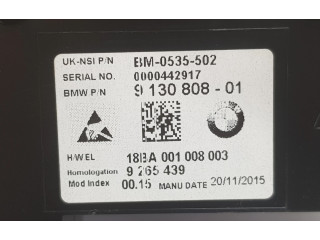 UK-NSI P/N BM-0535-502
SERIAL NO. 0000442917
BMW P/N 9 130 808 - 01
H-WEL 18BA 001 008 003
Homologation 9 265 439
Mod Index 00.15 MANU DATE 20/11/2015